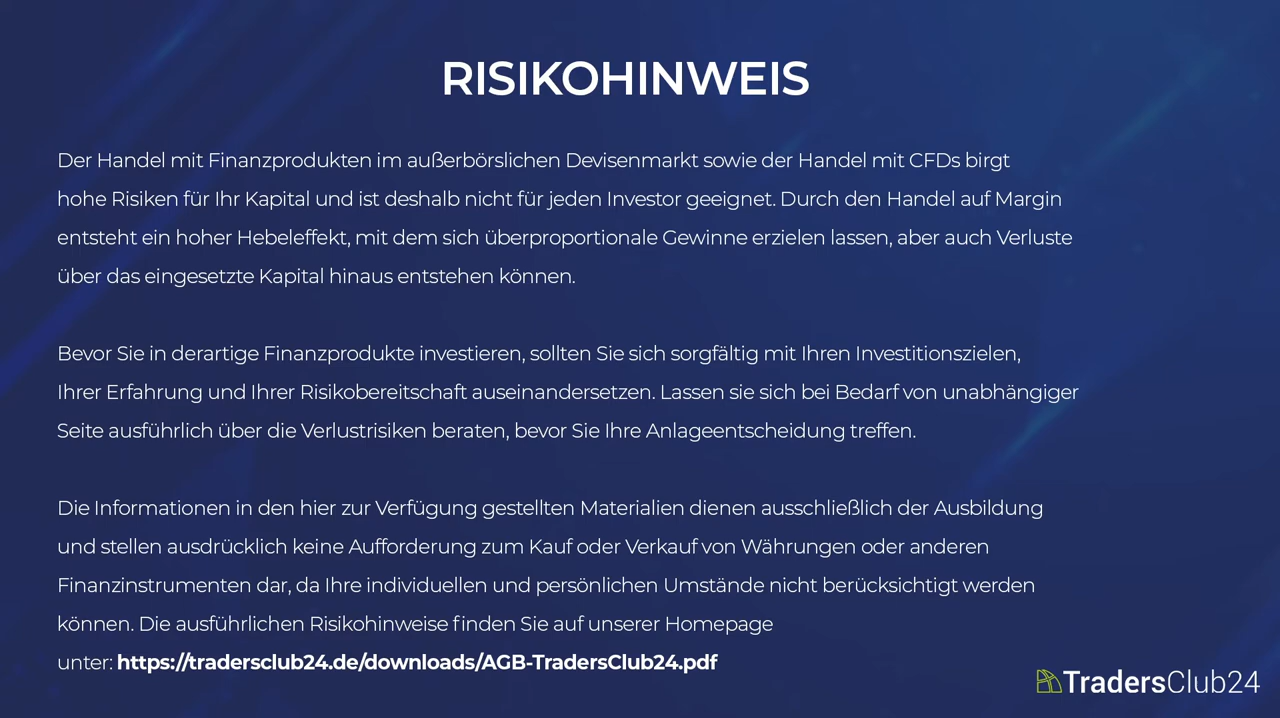 RISIKOHINWEIS
Der Handel mit Finanzprodukten im außerbörslichen Devisenmarkt sowie der Handel mit CFDs birgt
hohe Risiken für Ihr Kapital und ist deshalb nicht für jeden Investor geeignet. Durch den Handel auf Margin
entsteht ein hoher Hebeleffekt, mit dem sich überproportionale Gewinne erzielen lassen, aber auch Verluste
über das eingesetzte Kapital hinaus entstehen können.
Bevor Sie in derartige Finanzprodukte investieren, sollten Sie sich sorgfältig mit Ihren Investitionszielen,
Ihrer Erfahrung und Ihrer Risikobereitschaft auseinandersetzen. Lassen sie sich bei Bedarf von unabhängiger
Seite ausführlich über die Verlustrisiken beraten, bevor Sie Ihre Anlageentscheidung treffen.
Die Informationen in den hier zur Verfügung gestellten Materialien dienen ausschließlich der Ausbildung
und stellen ausdrücklich keine Aufforderung zum Kauf oder Verkauf von Währungen oder anderen
Finanzinstrumenten dar, da Ihre individuellen und persönlichen Umstände nicht berücksichtigt werden
können. Die ausführlichen Risikohinweise finden Sie auf unserer Homepage
unter: https://tradersclub24.de/downloads/AGB-TradersClub24.pdf
TradersClub24